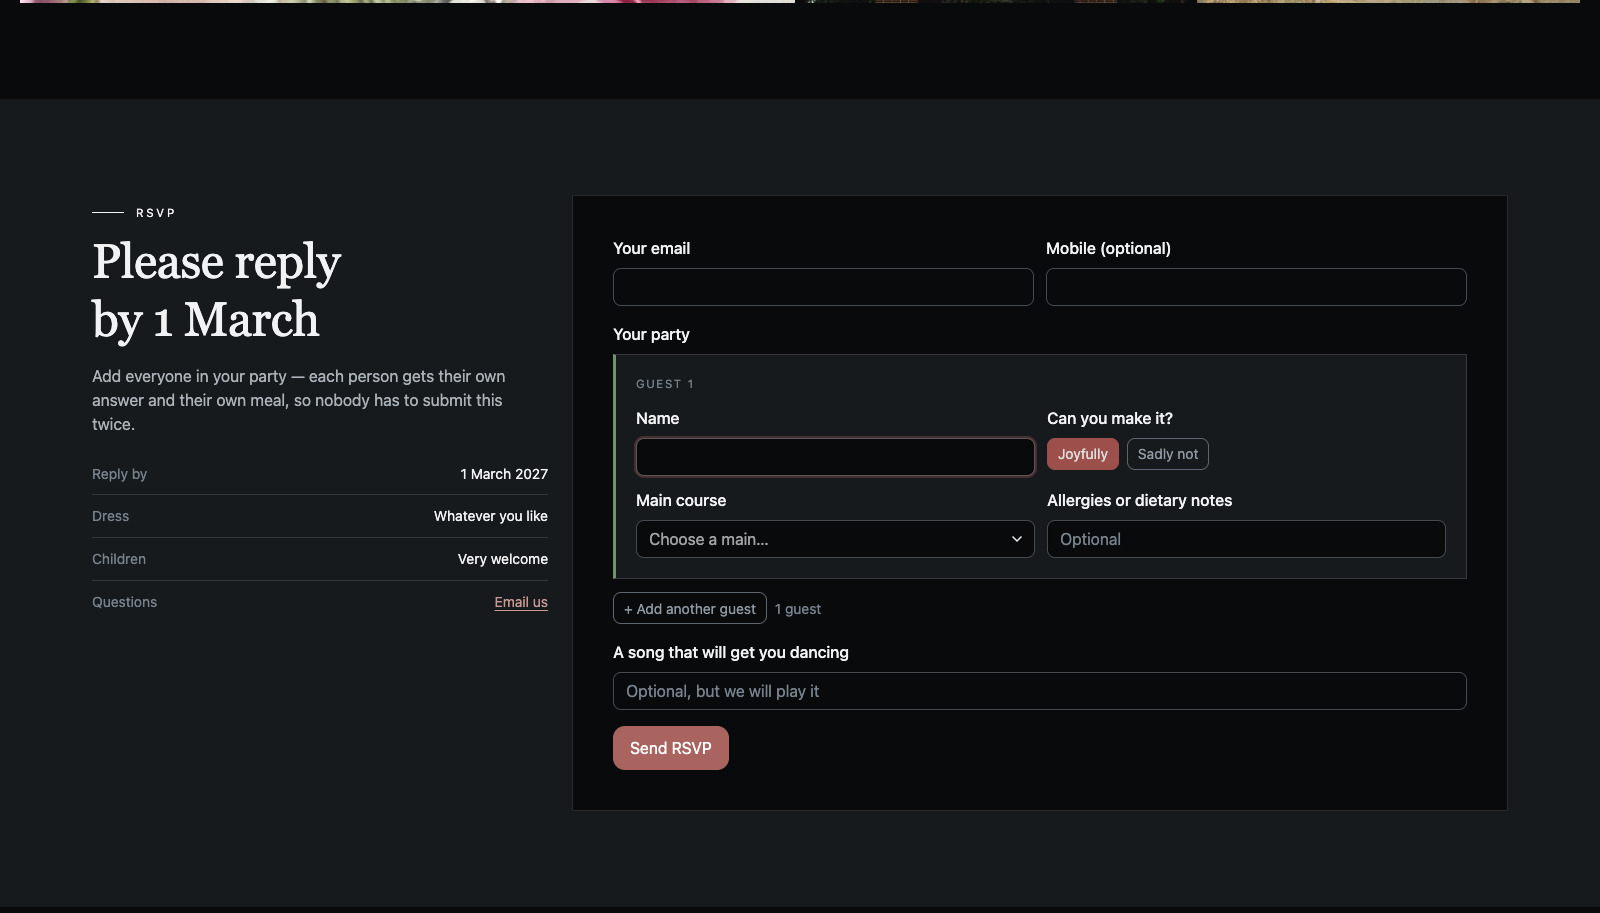 RSVP
Please reply
by 1 March
Add everyone in your party — each person gets their own
answer and their own meal, so nobody has to submit this
twice.
Reply by 1 March 2027
Dress Whatever you like
Children Very welcome
Questions Email us
Your email Mobile (optional)
Your party
GUEST 1
Name Can you make it?
Joyfully Sadly not
Main course Allergies or dietary notes
Choose a main... Optional
+ Add another guest 1 guest
A song that will get you dancing
Optional, but we will play it
Send RSVP